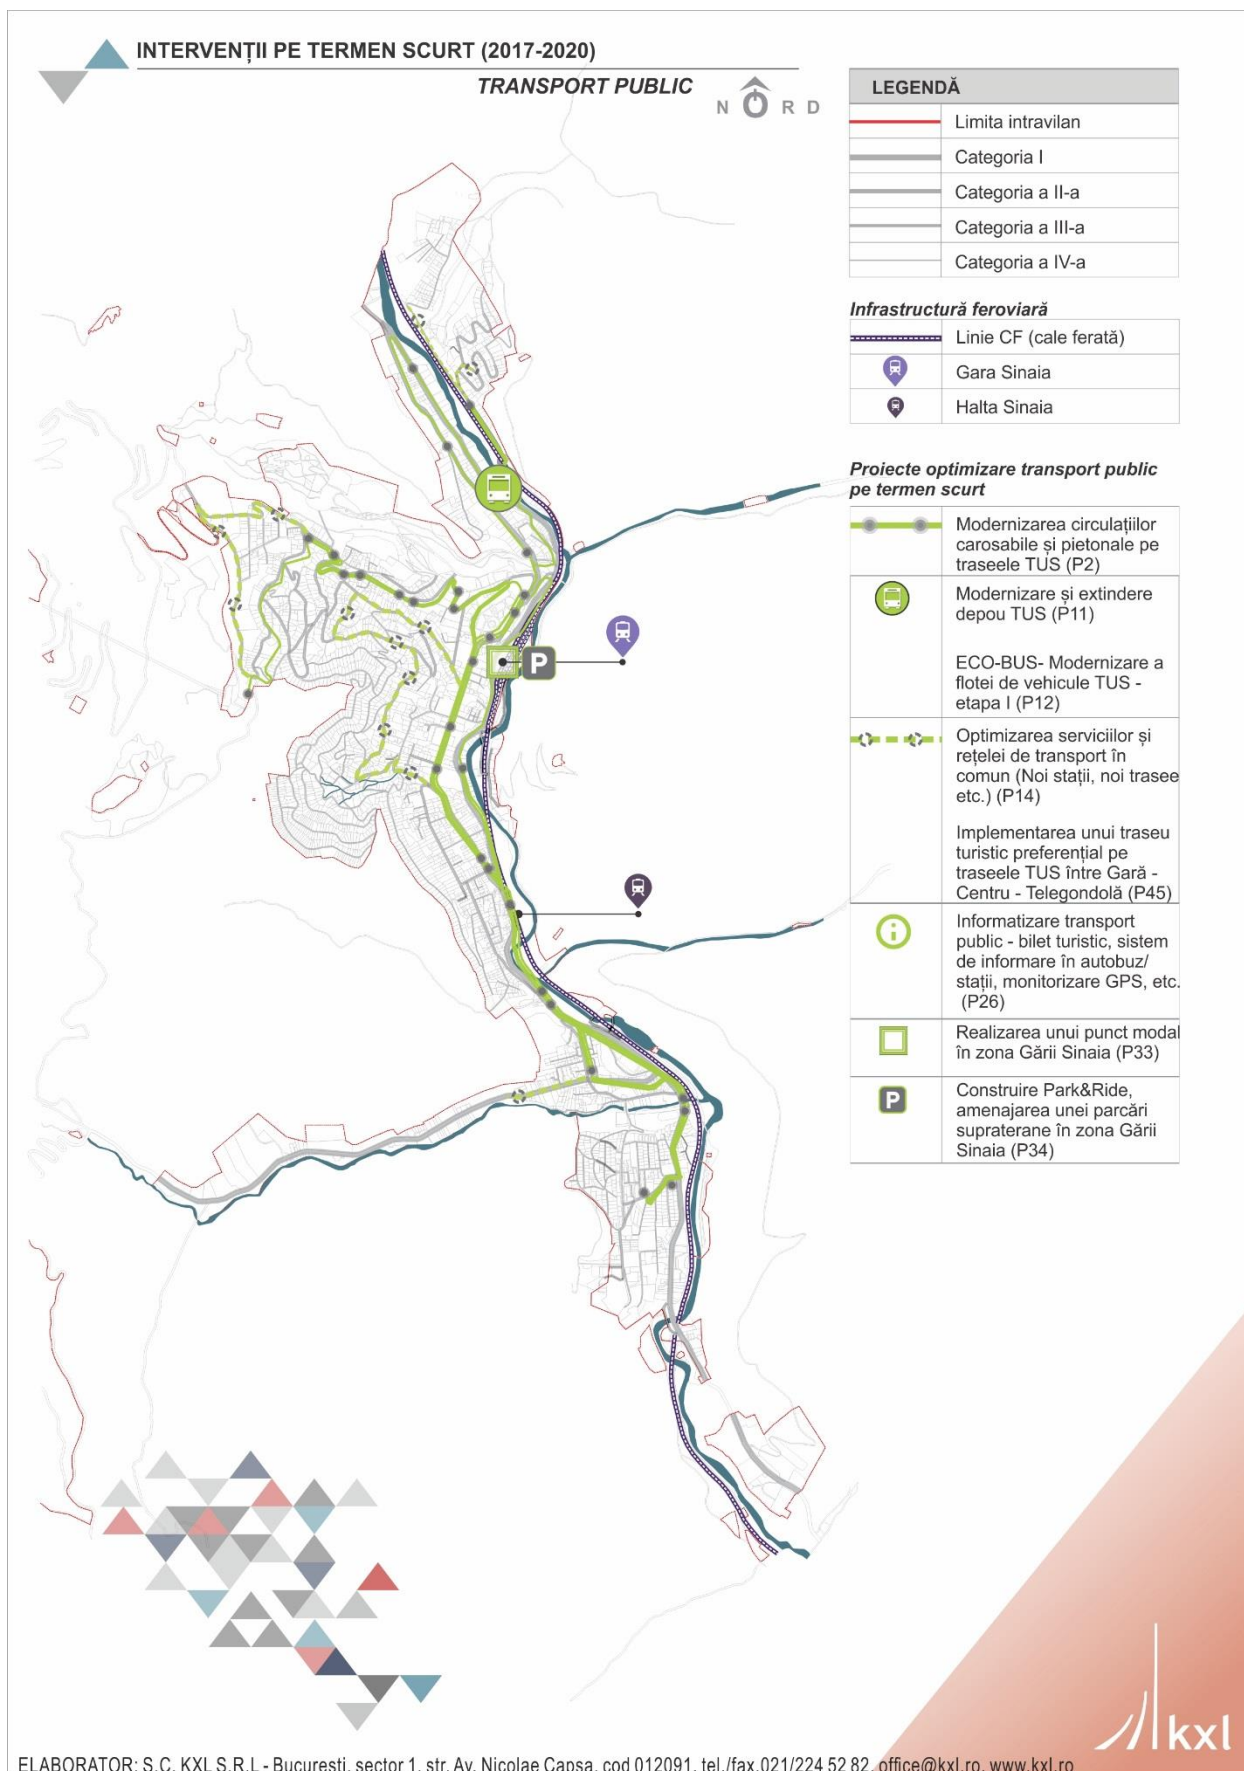 INTERVENȚII PE TERMEN SCURT (2017-2020)
TRANSPORT PUBLIC
NORD
LEGENDĂ
Limita intravilan
Categoria I
Categoria a II-a
Categoria a III-a
Categoria a IV-a
Infrastructură feroviară
Linie CF (cale ferată)
Gara Sinaia
Halta Sinaia
Proiecte optimizare transport public
pe termen scurt
Modernizarea circulațiilor
carosabile și pietonale pe
traseele TUS (P2)
Modernizare și extindere
depou TUS (P11)
ECO-BUS- Modernizare a
flotei de vehicule TUS -
etapa I (P12)
Optimizarea serviciilor și
rețelei de transport în
comun (Noi stații, noi trasee
etc.) (P14)
Implementarea unui traseu
turistic preferențial pe
traseele TUS între Gară -
Centru - Telegondolă (P45)
Informatizare transport
public - bilet turistic, sistem
de informare în autobuz/
stații, monitorizare GPS, etc.
(P26)
Realizarea unui punct modal
în zona Gării Sinaia (P33)
P
Construire Park&Ride,
amenajarea unei parcări
supraterane în zona Gării
Sinaia (P34)
P
kxl
ELABORATOR: S.C. KXL S.R.L - București, sector 1, str. Av. Nicolae Capsa, cod 012091, tel./fax.021/224 52 82, office@kxl.ro, www.kxl.ro